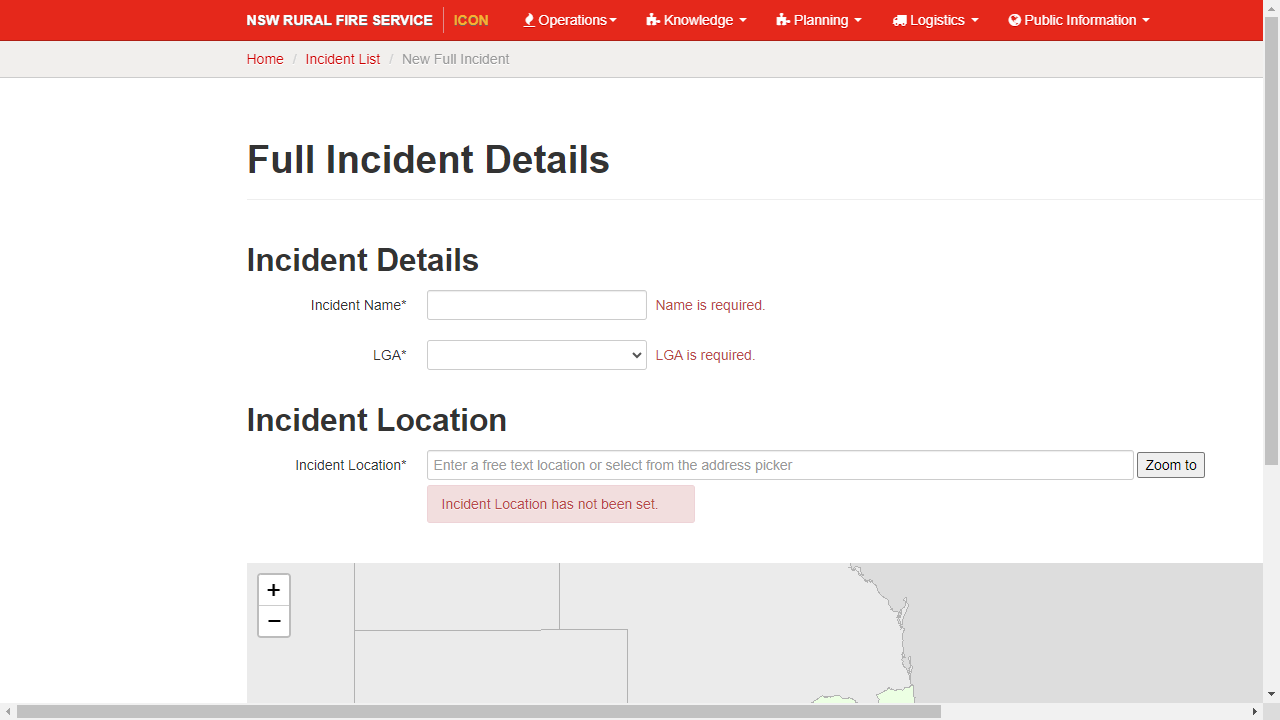 NSW RURAL FIRE SERVICE ICON Operations Knowledge Planning Logistics Public Information
Home / Incident List / New Full Incident
Full Incident Details
Incident Details
Incident Name* Name is required.
LGA* LGA is required.
Incident Location
Incident Location* Enter a free text location or select from the address picker Zoom to
Incident Location has not been set.
+
−